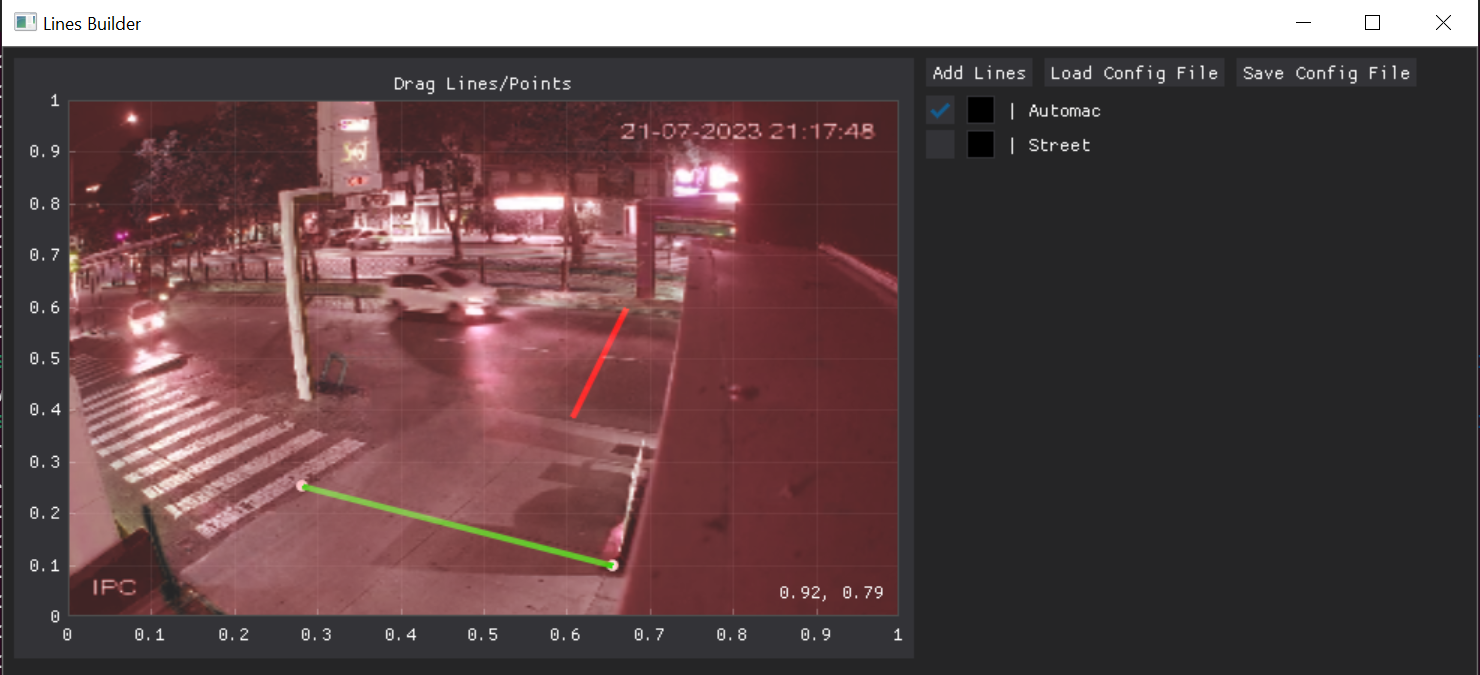 Lines Builder
Drag Lines/Points
Add Lines Load Config File Save Config File
| Automac
| Street
21-07-2023 21:17:48
1
0.9
0.8
0.7
0.6
0.5
0.4
0.3
0.2
0.1
0
IPC
0.92, 0.79
0 0.1 0.2 0.3 0.4 0.5 0.6 0.7 0.8 0.9 1